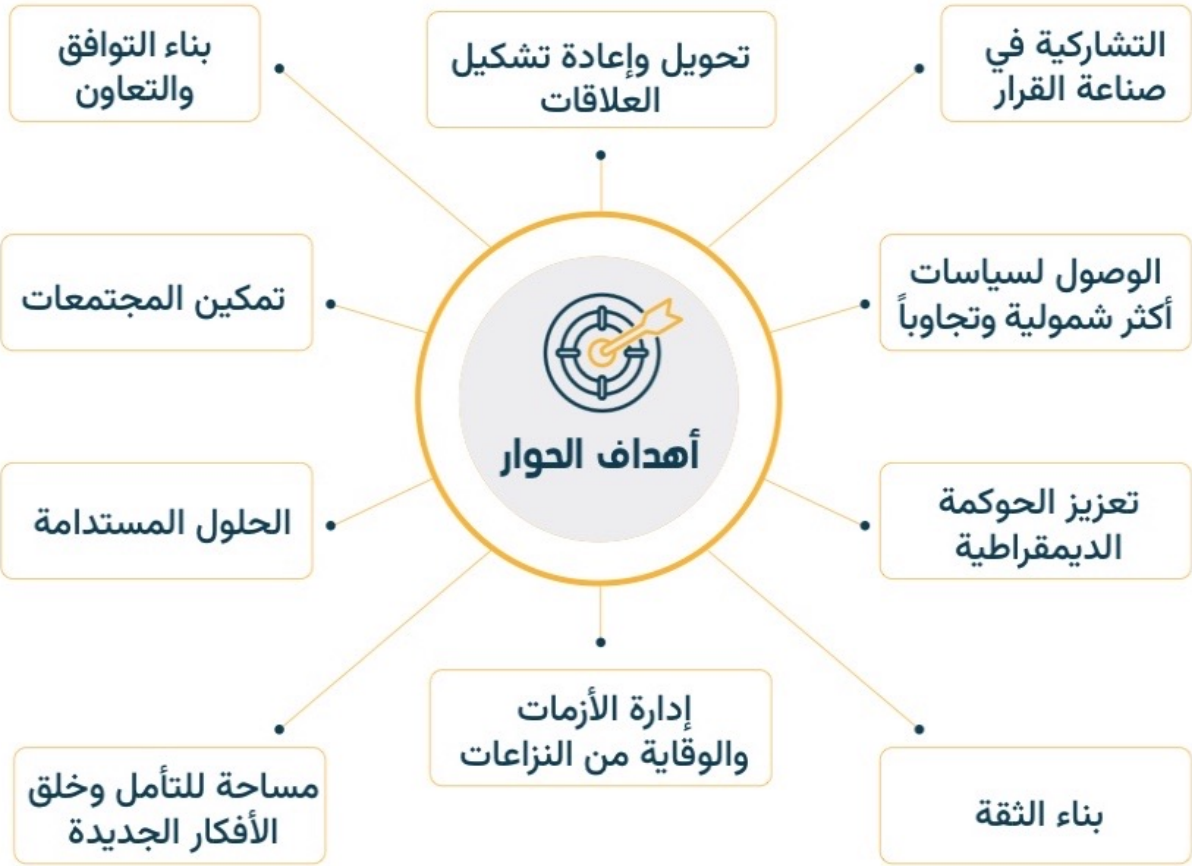 التشاركية في
صناعة القرار
تحويل وإعادة تشكيل
العلاقات
بناء التوافق
والتعاون
الوصول لسياسات
أكثر شمولية وتجاوباً
تمكين المجتمعات
أهداف الحوار
تعزيز الحوكمة
الديمقراطية
الحلول المستدامة
إدارة الأزمات
والوقاية من النزاعات
بناء الثقة
مساحة للتأمل وخلق
الأفكار الجديدة